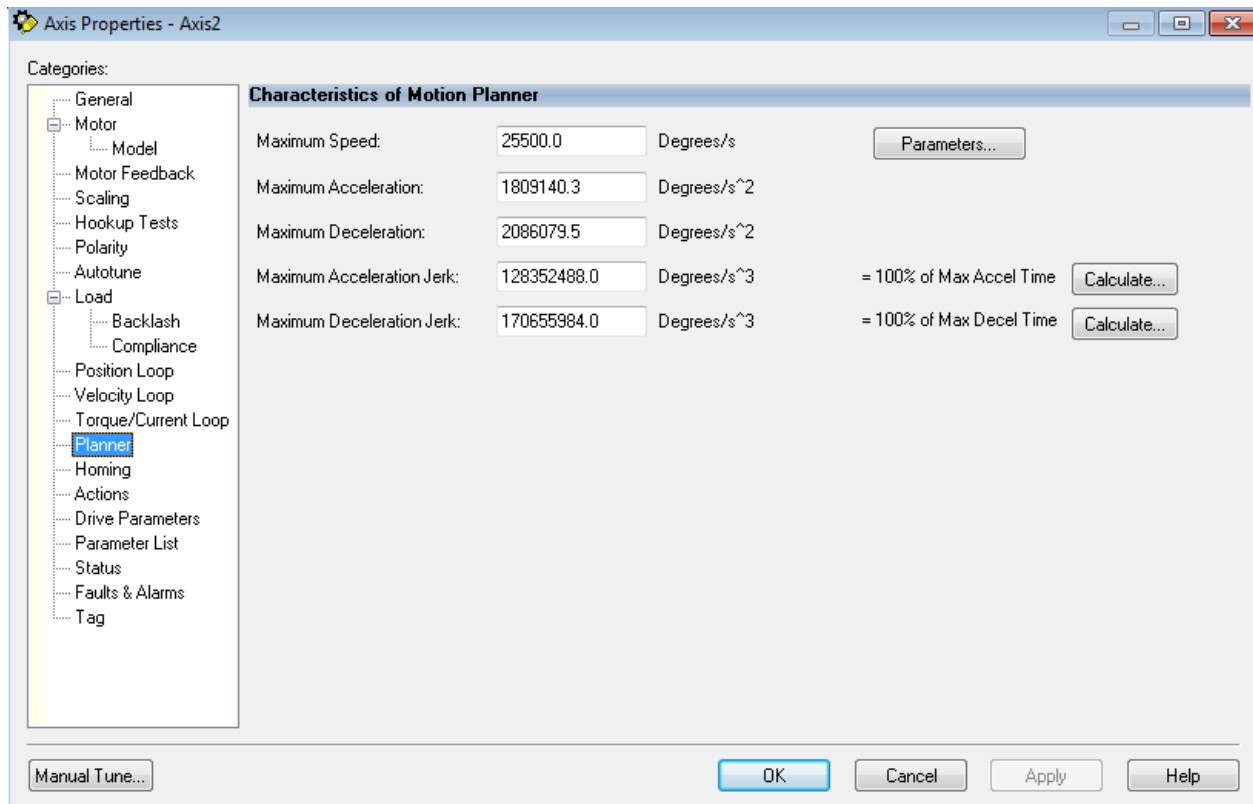 Axis Properties - Axis2
Categories:
General
Motor
Model
Motor Feedback
Scaling
Hookup Tests
Polarity
Autotune
Load
Backlash
Compliance
Position Loop
Velocity Loop
Torque/Current Loop
Planner
Homing
Actions
Drive Parameters
Parameter List
Status
Faults & Alarms
Tag
Characteristics of Motion Planner
Maximum Speed: 25500.0 Degrees/s Parameters...
Maximum Acceleration: 1809140.3 Degrees/s^2
Maximum Deceleration: 2086079.5 Degrees/s^2
Maximum Acceleration Jerk: 128352488.0 Degrees/s^3 = 100% of Max Accel Time Calculate...
Maximum Deceleration Jerk: 170655984.0 Degrees/s^3 = 100% of Max Decel Time Calculate...
Manual Tune... OK Cancel Apply Help